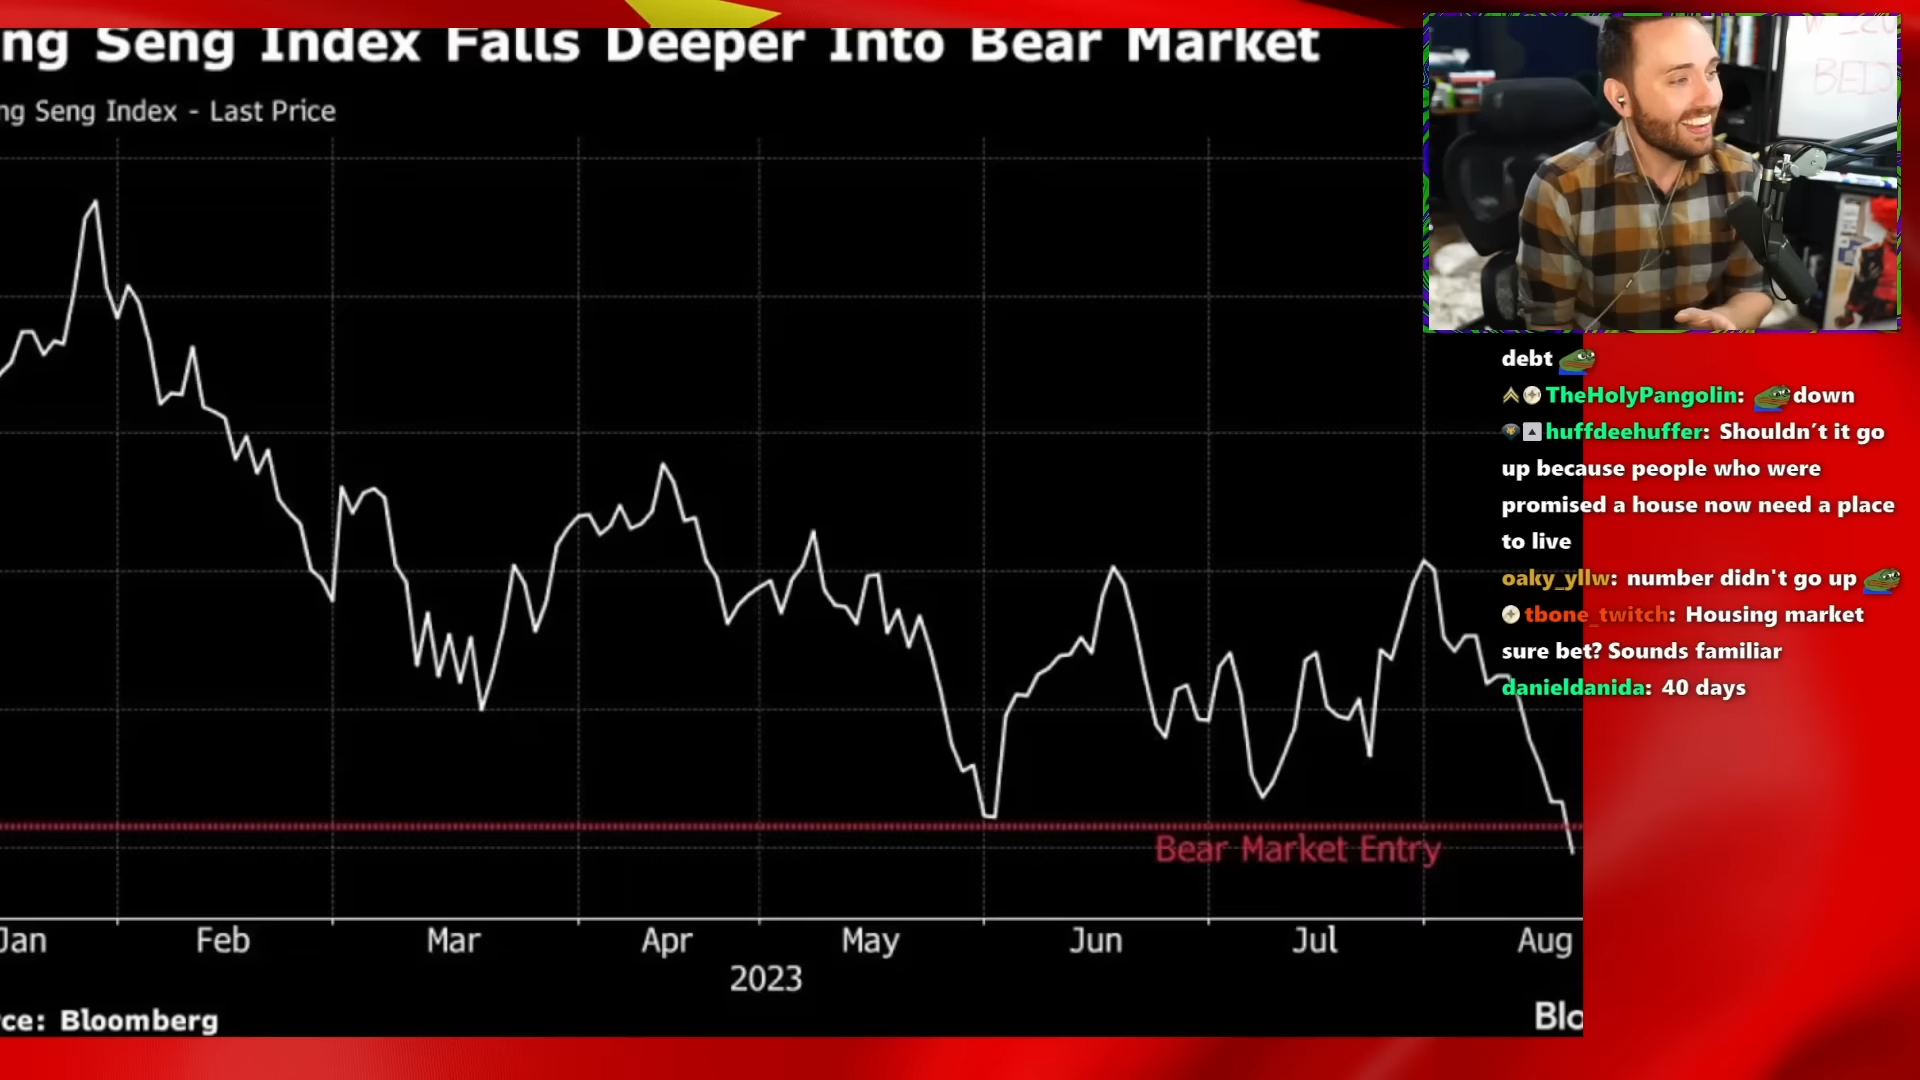 ng Seng Index Falls Deeper Into Bear Market
ng Seng Index - Last Price
Bear Market Entry
Jan Feb Mar Apr May Jun Jul Aug
2023
ce: Bloomberg
Blo
BEI
debt
TheHolyPangolin: down
huffdeehuffer: Shouldn't it go
up because people who were
promised a house now need a place
to live
oaky_yllw: number didn't go up
tbone_twitch: Housing market
sure bet? Sounds familiar
danieldanida: 40 days